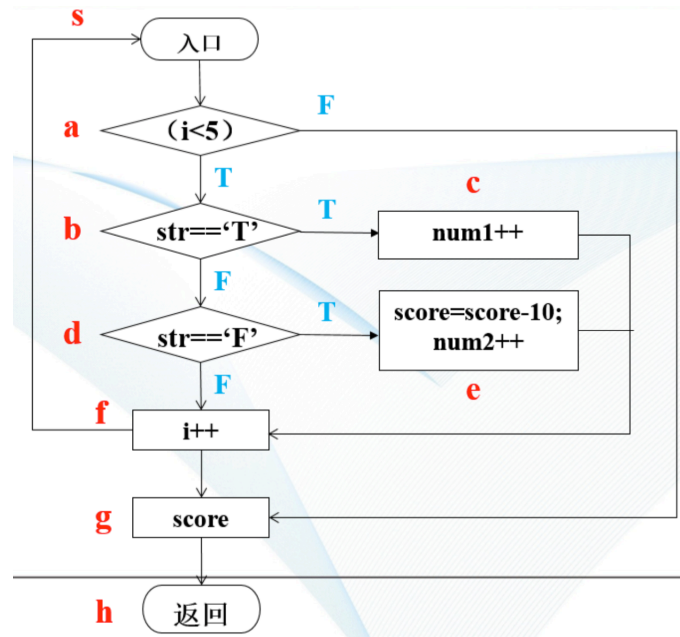 s
入口
F
a
（i<5）
T
c
T
b
str==‘T’
num1++
F
T
score=score-10;
d
str==‘F’
num2++
F
e
f
i++
g
score
h
返回